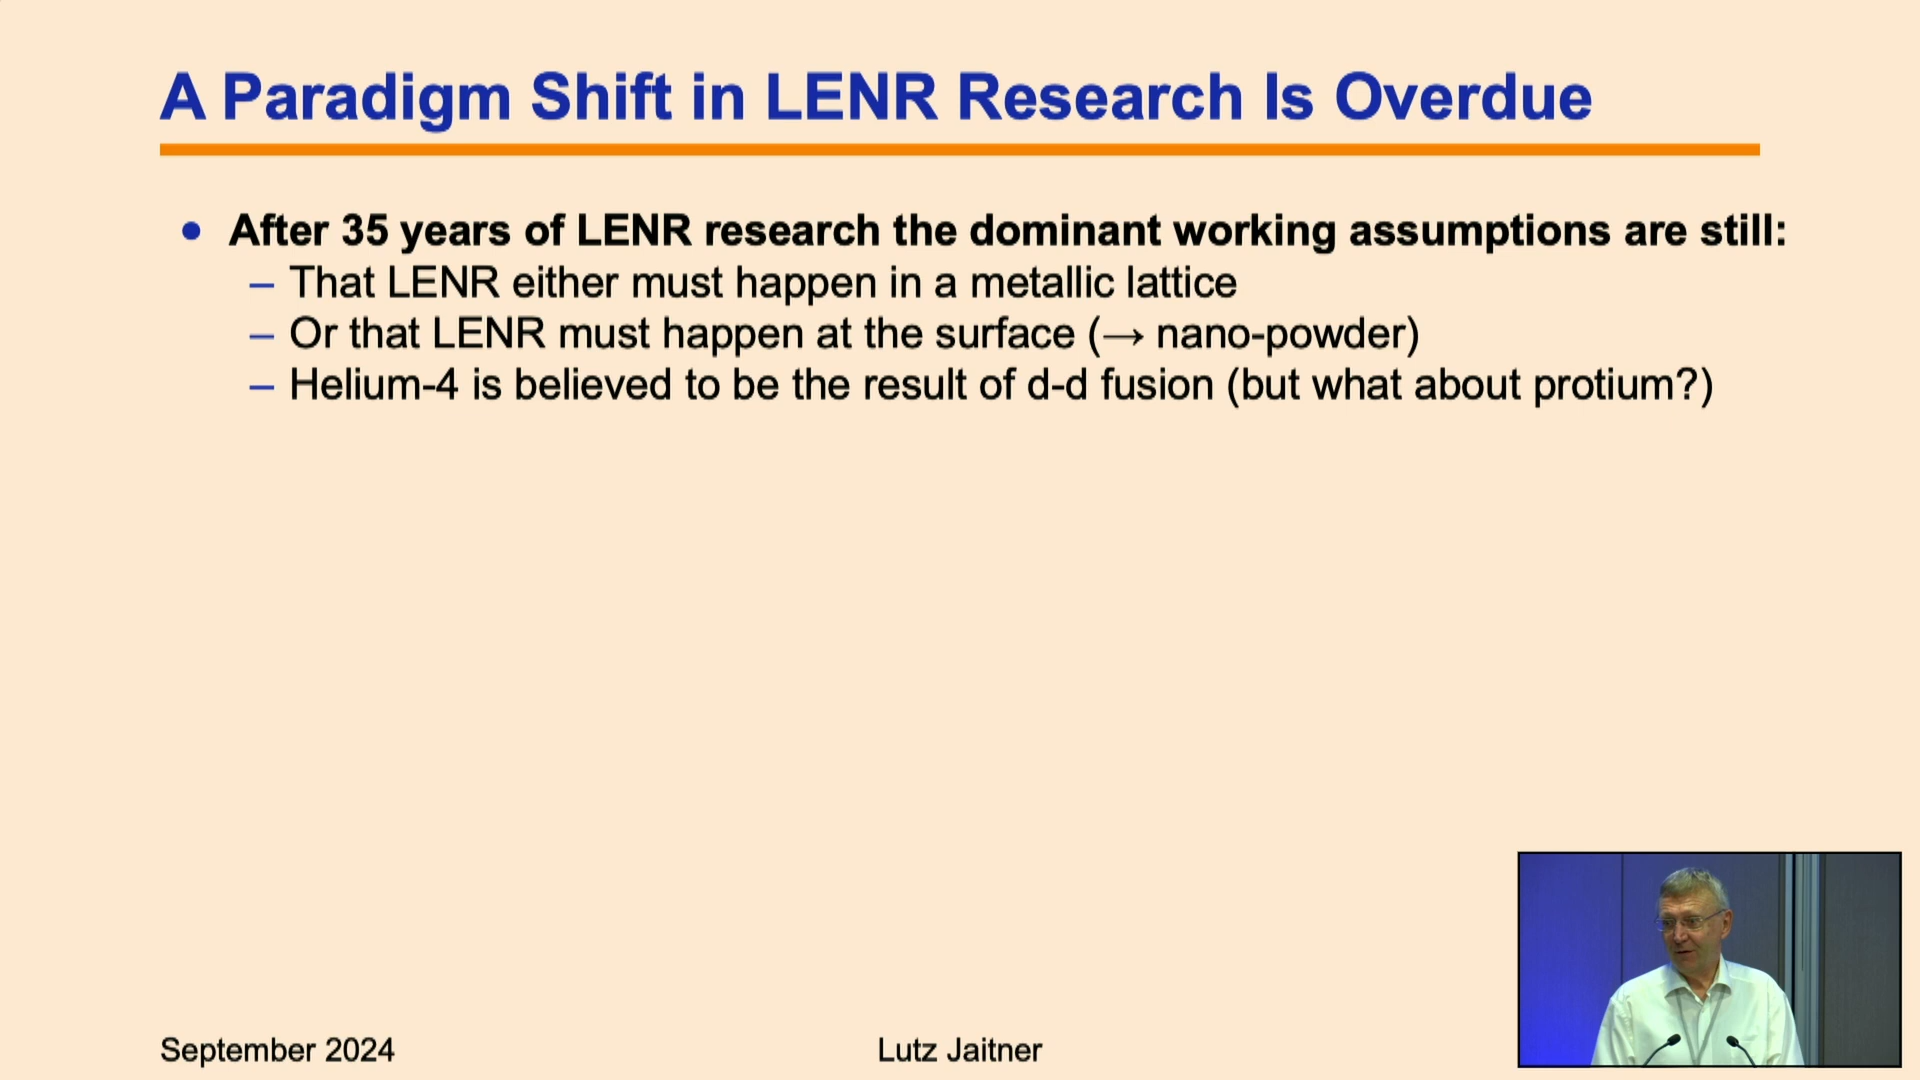 A Paradigm Shift in LENR Research Is Overdue
• After 35 years of LENR research the dominant working assumptions are still:
– That LENR either must happen in a metallic lattice
– Or that LENR must happen at the surface (→ nano-powder)
– Helium-4 is believed to be the result of d-d fusion (but what about protium?)
September 2024
Lutz Jaitner